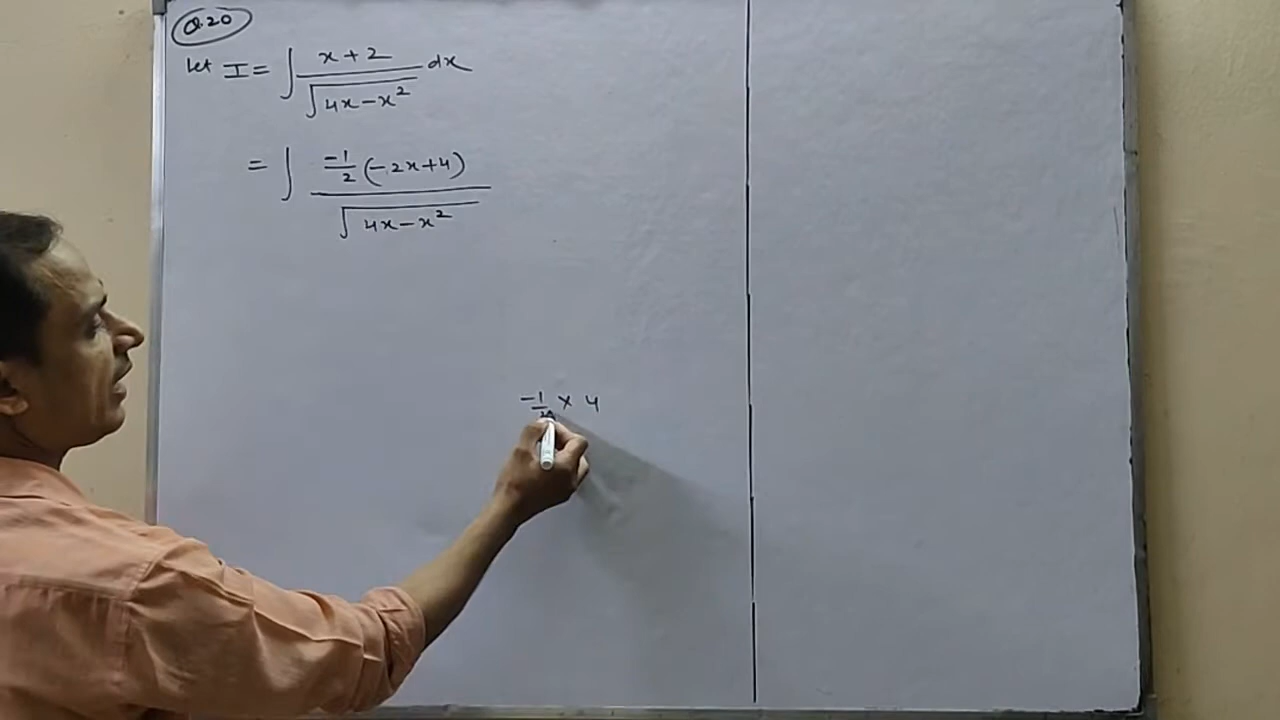 Q.20
Let I = ∫ x+2 / √4x-x² dx
= ∫ -1/2 (-2x+4) / √4x-x²
-1/2 × 4